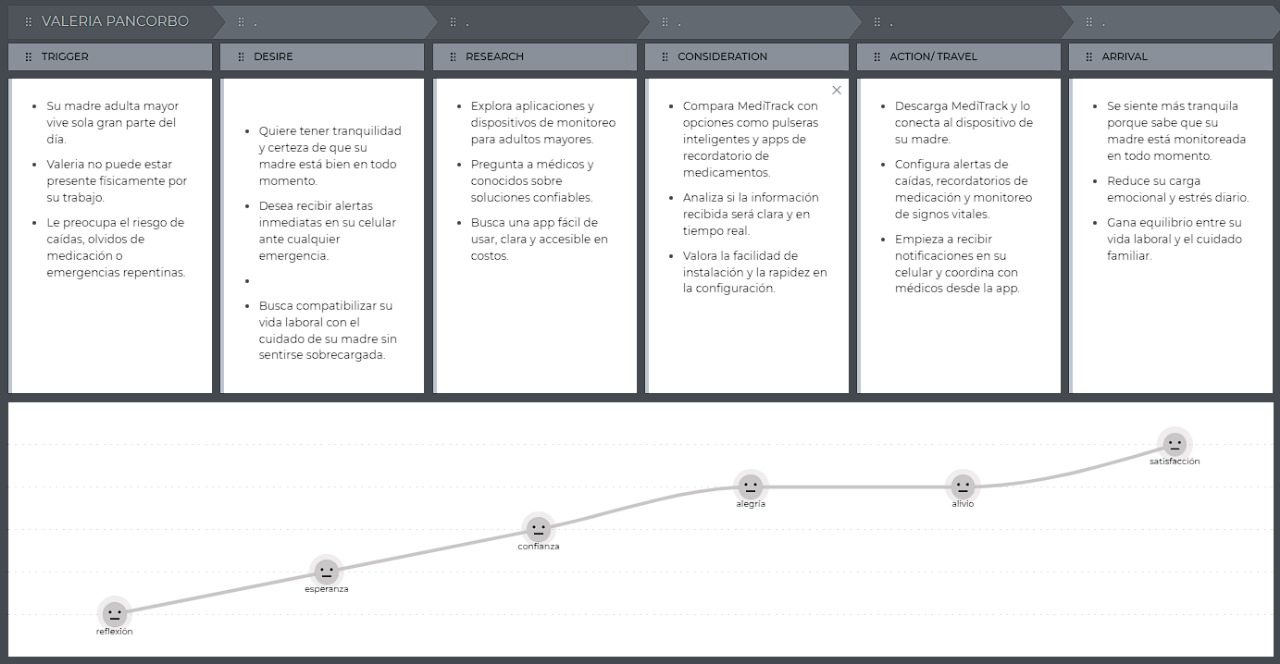 VALERIA PANCORBO
.
.
.
.
.
TRIGGER
DESIRE
RESEARCH
CONSIDERATION
ACTION/ TRAVEL
ARRIVAL
• Su madre adulta mayor
vive sola gran parte del
día.
• Valeria no puede estar
presente físicamente por
su trabajo.
• Le preocupa el riesgo de
caídas, olvidos de
medicación o
emergencias repentinas.
• Quiere tener tranquilidad
y certeza de que su
madre está bien en todo
momento.
• Desea recibir alertas
inmediatas en su celular
ante cualquier
emergencia.
•
• Busca compatibilizar su
vida laboral con el
cuidado de su madre sin
sentirse sobrecargada.
• Explora aplicaciones y
dispositivos de monitoreo
para adultos mayores.
• Pregunta a médicos y
conocidos sobre
soluciones confiables.
• Busca una app fácil de
usar, clara y accesible en
costos.
• Compara MediTrack con
opciones como pulseras
inteligentes y apps de
recordatorio de
medicamentos.
• Analiza si la información
recibida será clara y en
tiempo real.
• Valora la facilidad de
instalación y la rapidez en
la configuración.
• Descarga MediTrack y lo
conecta al dispositivo de
su madre.
• Configura alertas de
caídas, recordatorios de
medicación y monitoreo
de signos vitales.
• Empieza a recibir
notificaciones en su
celular y coordina con
médicos desde la app.
• Se siente más tranquila
porque sabe que su
madre está monitoreada
en todo momento.
• Reduce su carga
emocional y estrés diario.
• Gana equilibrio entre su
vida laboral y el cuidado
familiar.
reflexión
esperanza
confianza
alegría
alivio
satisfacción